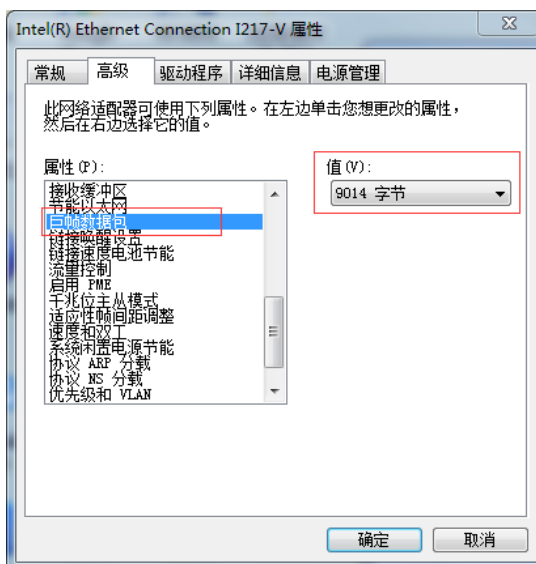 Intel(R) Ethernet Connection I217-V 属性
常规 高级 驱动程序 详细信息 电源管理
此网络适配器可使用下列属性。在左边单击您想更改的属性，
然后在右边选择它的值。
属性(P):
值(V):
接收缓冲区
9014 字节
节能以太网
巨帧数据包
链接唤醒设置
链接速度电池节能
流量控制
启用 PME
千兆位主从模式
适应性帧间距调整
速度和双工
系统闲置电源节能
协议 ARP 分载
协议 NS 分载
优先级和 VLAN
确定 取消